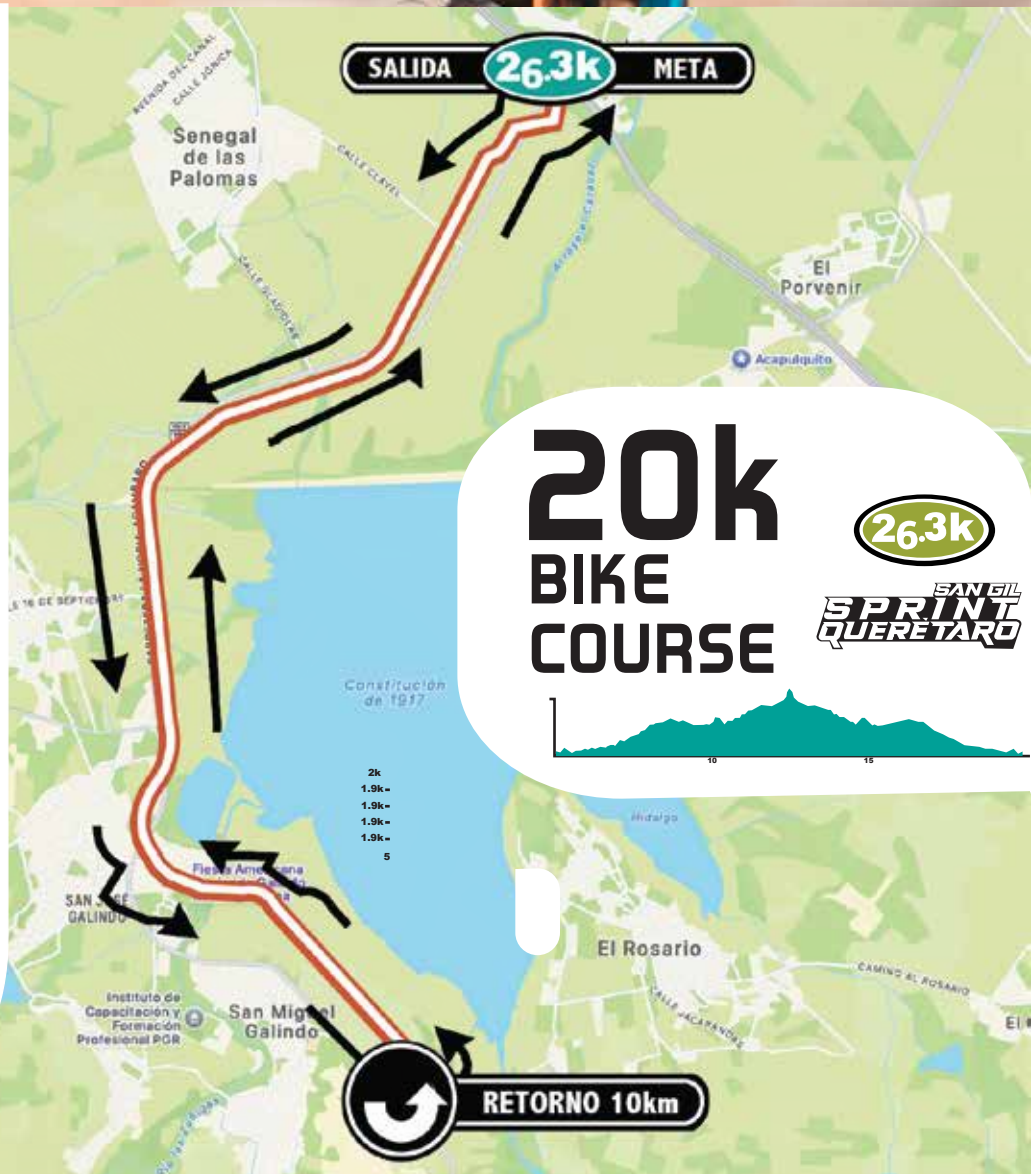 SALIDA 26.3k META
AVENIDA DEL CANAL
CALLE JONICA
Senegal
de las
Palomas
CALLE CLAVEL
CALLE GLADIOLAS
El
Porvenir
Acapulquito
20k
BIKE
COURSE
26.3k
SAN GIL
SPRINT
QUERETARO
10 15
Constitución
de 1917
2k
1.9k-
1.9k-
1.9k-
1.9k-
5
Hidalgo
SAN JOSÉ
GALINDO
El Rosario
CAMINO AL ROSARIO
CALLE JACARANDAS
Instituto de
Capacitación y
Formación
Profesional PGR
San Miguel
Galindo
El
RETORNO 10km